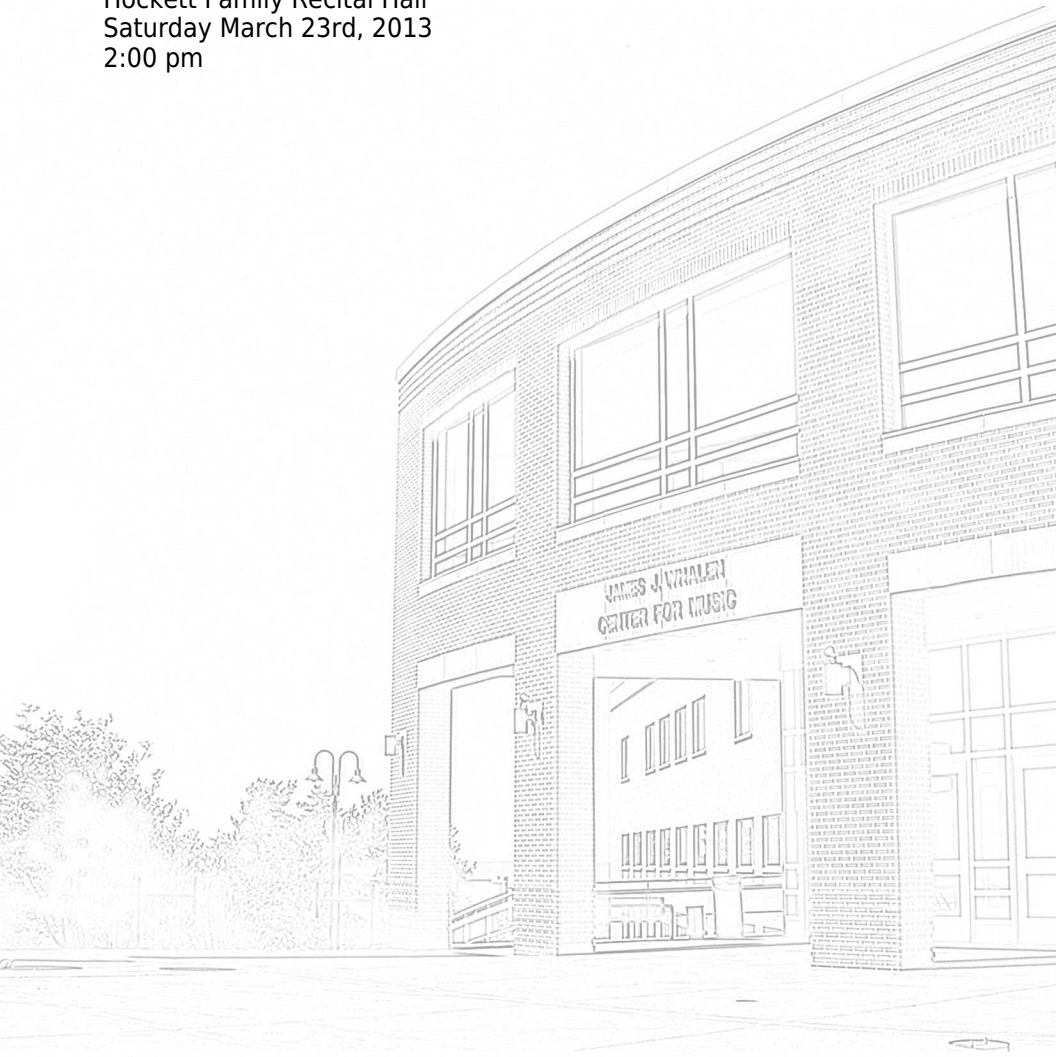 Hockett Family Recital Hall
Saturday March 23rd, 2013
2:00 pm
JAMES J. WHALEN
CENTER FOR MUSIC